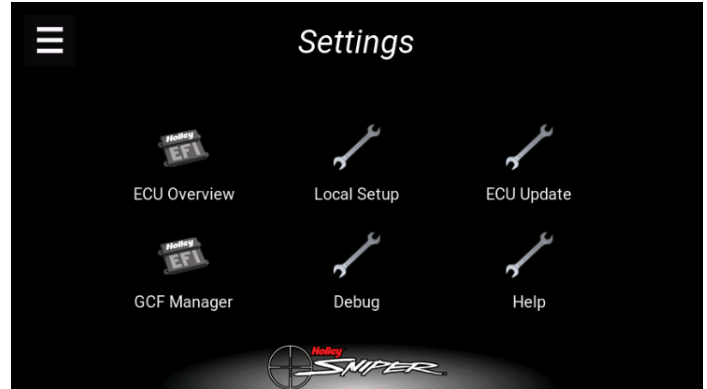 Settings
Holley
EFI
ECU Overview
Local Setup
ECU Update
Holley
EFI
GCF Manager
Debug
Help
Holley
SNIPER